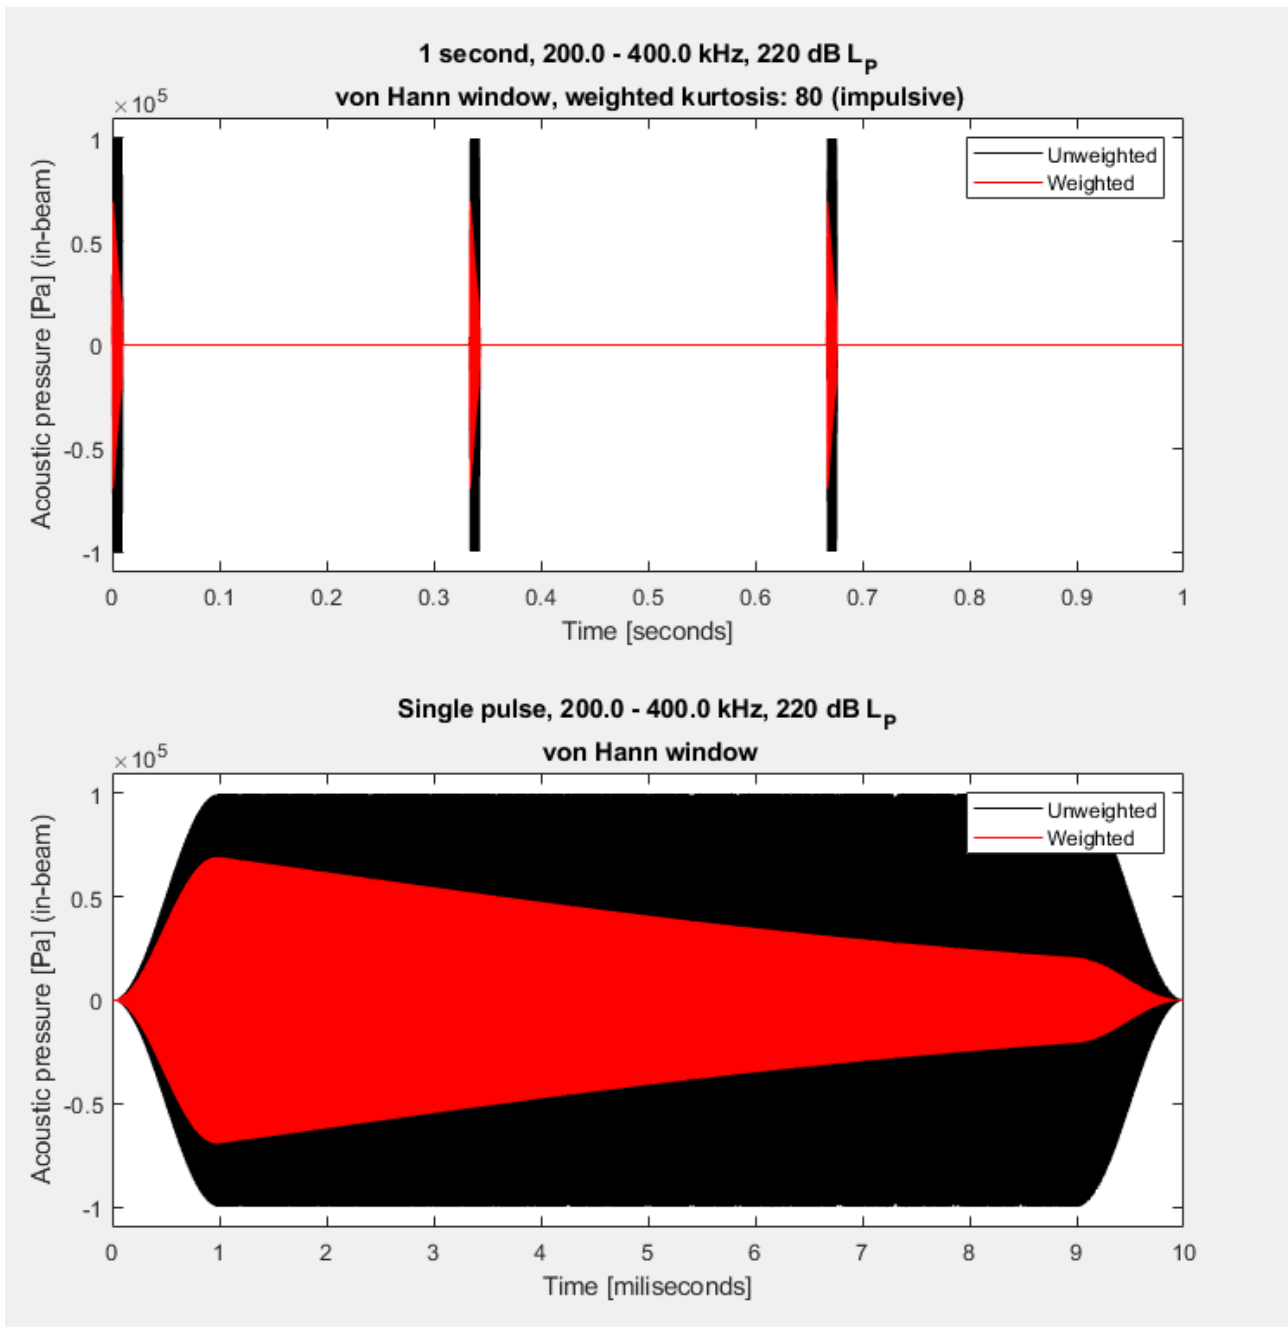 1 second, 200.0 - 400.0 kHz, 220 dB L_P
von Hann window, weighted kurtosis: 80 (impulsive)
×10^5
Acoustic pressure [Pa] (in-beam)
1
0.5
0
-0.5
-1
Unweighted
Weighted
0 0.1 0.2 0.3 0.4 0.5 0.6 0.7 0.8 0.9 1
Time [seconds]
Single pulse, 200.0 - 400.0 kHz, 220 dB L_P
von Hann window
×10^5
Acoustic pressure [Pa] (in-beam)
1
0.5
0
-0.5
-1
Unweighted
Weighted
0 1 2 3 4 5 6 7 8 9 10
Time [miliseconds]